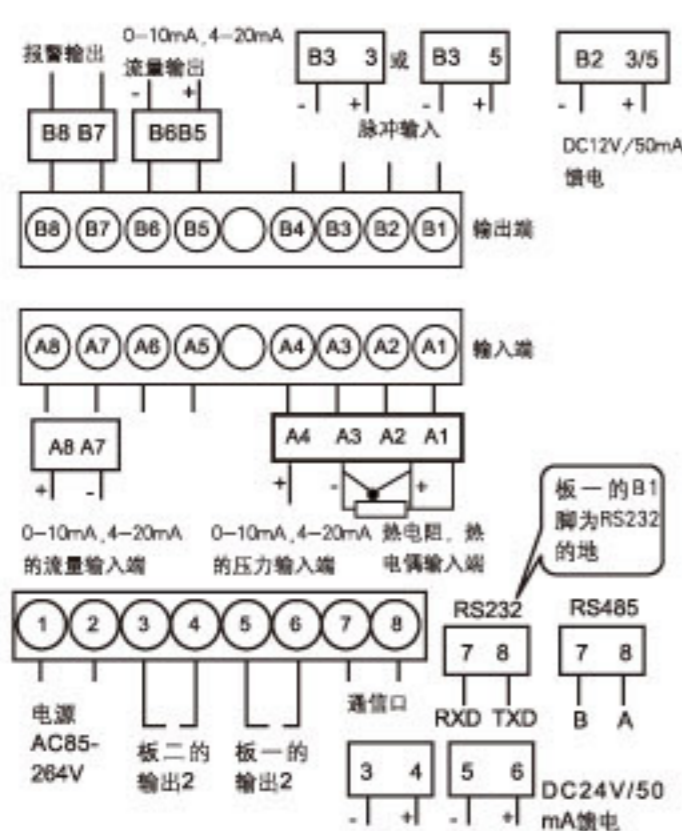 报警输出
0-10mA,4-20mA
流量输出
- +
B8 B7
B6B5
B3 3
或
B3 5
B2 3/5
- +
- +
- +
脉冲输入
DC12V/50mA
馈电
B8 B7 B6 B5 B4 B3 B2 B1
输出端
A8 A7 A6 A5 A4 A3 A2 A1
输入端
A8 A7
A4 A3 A2 A1
+ -
+ - +
0-10mA,4-20mA
的流量输入端
0-10mA,4-20mA
的压力输入端
热电阻,热
电偶输入端
板一的B1
脚为RS232
的地
1 2 3 4 5 6 7 8
RS232
7 8
RXD TXD
RS485
7 8
B A
电源
AC85-
264V
板二的
输出2
板一的
输出2
通信口
3 4
- +
5 6
- +
DC24V/50
mA馈电